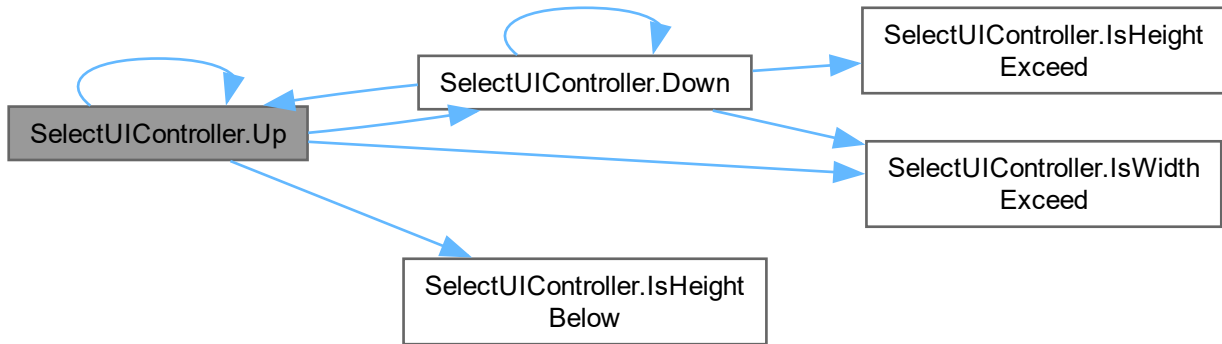 SelectUIController.Up
SelectUIController.Down
SelectUIController.IsHeight
Exceed
SelectUIController.IsWidth
Exceed
SelectUIController.IsHeight
Below